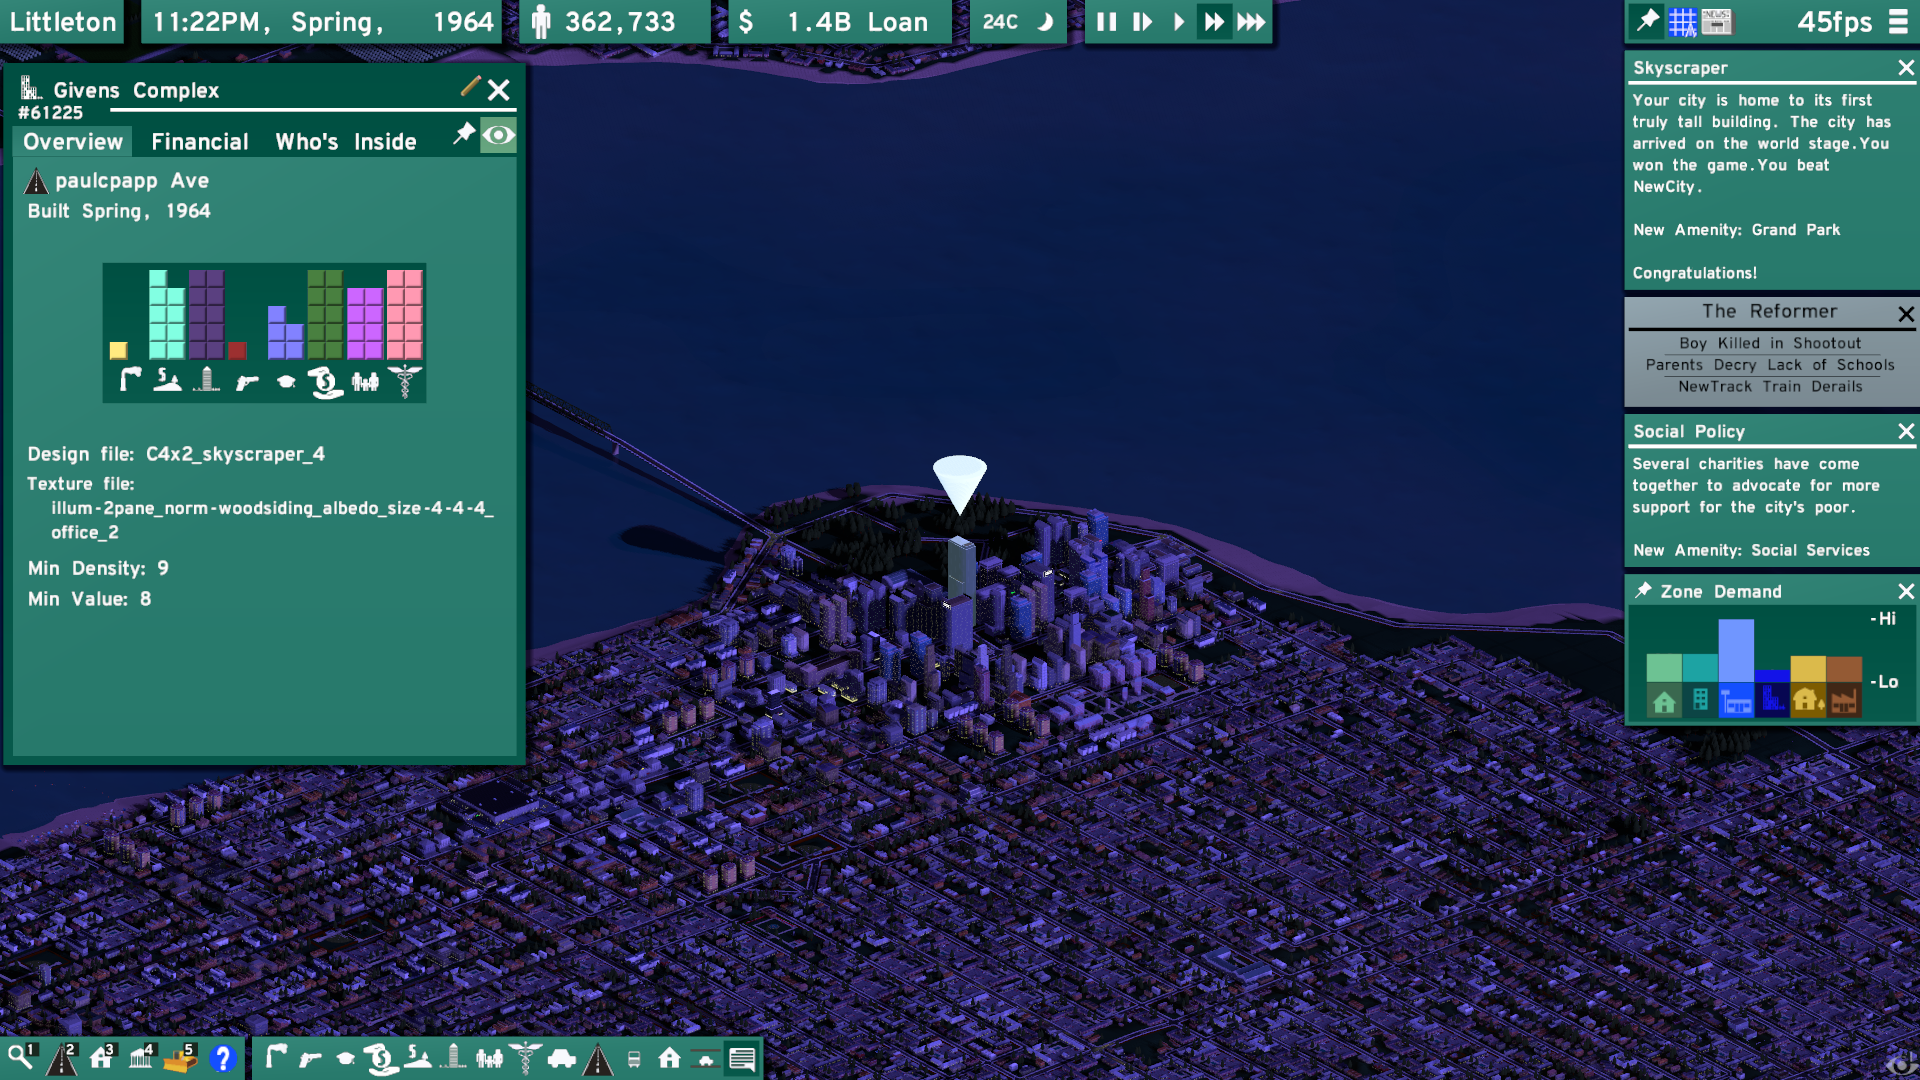 Littleton
11:22PM, Spring, 1964
362,733
$ 1.4B Loan
24C
45fps
Givens Complex
#61225
Overview Financial Who's Inside
paulcpapp Ave
Built Spring, 1964
Design file: C4x2_skyscraper_4
Texture file:
illum-2pane_norm-woodsiding_albedo_size-4-4-4_
office_2
Min Density: 9
Min Value: 8
NEWS
Skyscraper
Your city is home to its first
truly tall building. The city has
arrived on the world stage.You
won the game.You beat
NewCity.
New Amenity: Grand Park
Congratulations!
The Reformer
Boy Killed in Shootout
Parents Decry Lack of Schools
NewTrack Train Derails
Social Policy
Several charities have come
together to advocate for more
support for the city's poor.
New Amenity: Social Services
Zone Demand
-Hi
-Lo
1 2 3 4 5 ?